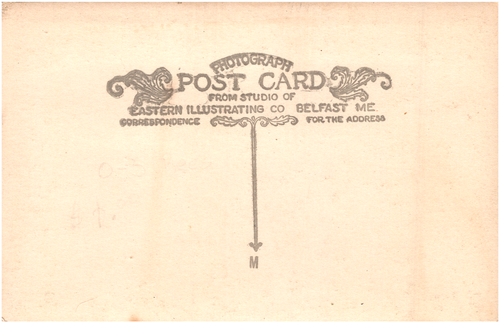 PHOTOGRAPH
POST CARD
FROM STUDIO OF
EASTERN ILLUSTRATING CO BELFAST ME.
CORRESPONDENCE FOR THE ADDRESS
M